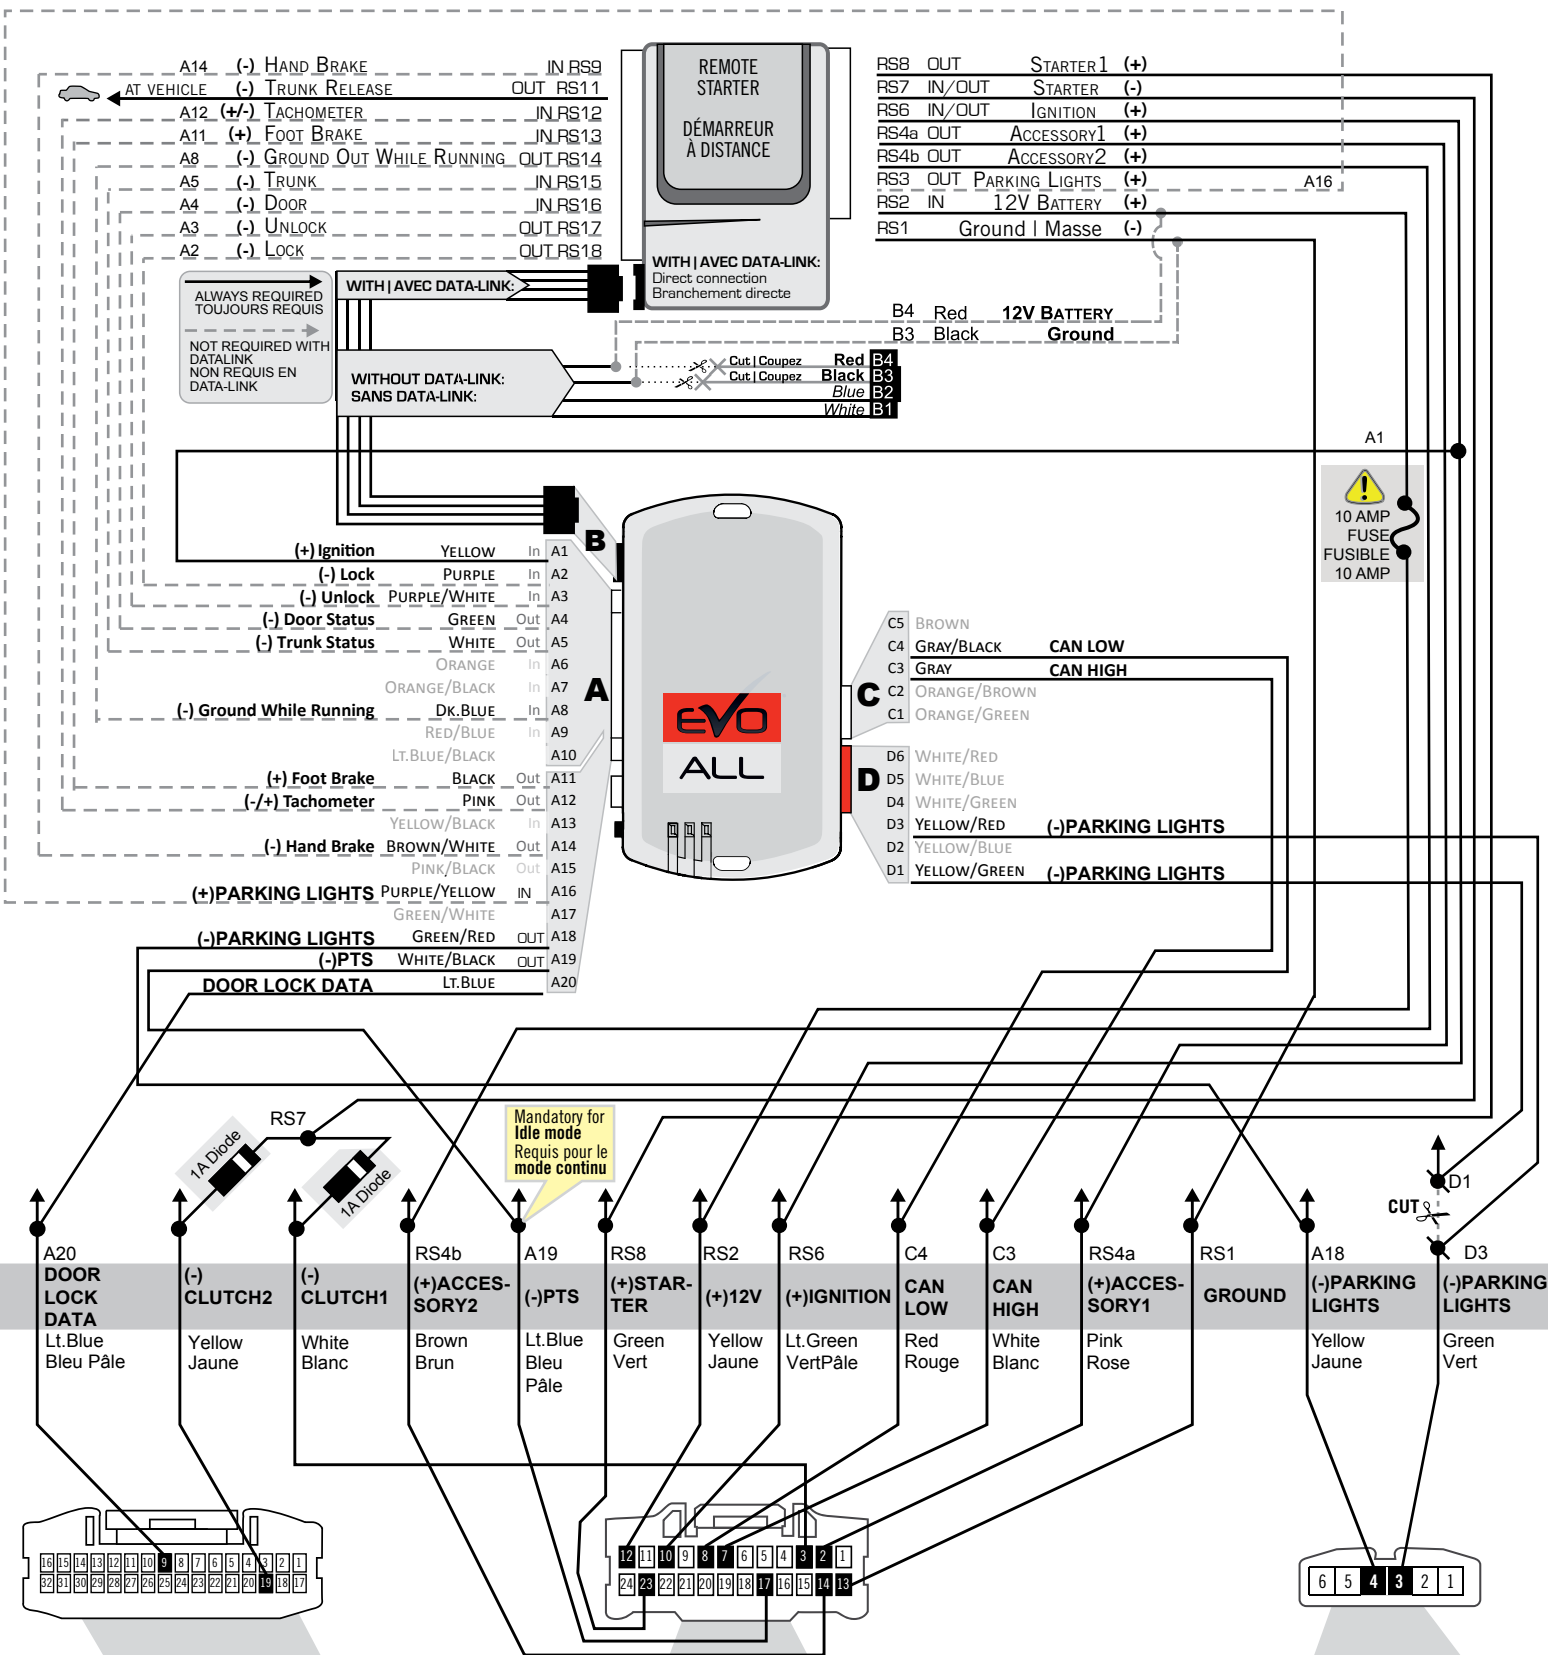 A14 (-) Hand Brake IN RS9
AT VEHICLE (-) Trunk Release OUT RS11
A12 (+/-) Tachometer IN RS12
A11 (+) Foot Brake IN RS13
A8 (-) Ground Out While Running OUT RS14
A5 (-) Trunk IN RS15
A4 (-) Door IN RS16
A3 (-) Unlock OUT RS17
A2 (-) Lock OUT RS18
REMOTE
STARTER
DÉMARREUR
À DISTANCE
WITH | AVEC DATA-LINK:
Direct connection
Branchement directe
RS8 OUT Starter1 (+)
RS7 IN/OUT Starter (-)
RS6 IN/OUT Ignition (+)
RS4a OUT Accessory1 (+)
RS4b OUT Accessory2 (+)
RS3 OUT Parking Lights (+) A16
RS2 IN 12V Battery (+)
RS1 Ground | Masse (-)
ALWAYS REQUIRED
TOUJOURS REQUIS
NOT REQUIRED WITH
DATALINK
NON REQUIS EN
DATA-LINK
WITH | AVEC DATA-LINK:
WITHOUT DATA-LINK:
SANS DATA-LINK:
B4 Red 12V Battery
B3 Black Ground
Cut | Coupez Red B4
Cut | Coupez Black B3
Blue B2
White B1
A1
10 AMP
FUSE
FUSIBLE
10 AMP
B
A
C
D
EVO
ALL
(+) Ignition Yellow In A1
(-) Lock Purple In A2
(-) Unlock Purple/White In A3
(-) Door Status Green Out A4
(-) Trunk Status White Out A5
Orange In A6
Orange/Black In A7
(-) Ground While Running Dk.Blue In A8
Red/Blue In A9
Lt.Blue/Black A10
(+) Foot Brake Black Out A11
(-/+) Tachometer Pink Out A12
Yellow/Black In A13
(-) Hand Brake Brown/White Out A14
Pink/Black Out A15
(+)PARKING LIGHTS Purple/Yellow IN A16
Green/White A17
(-)PARKING LIGHTS Green/Red OUT A18
(-)PTS White/Black OUT A19
DOOR LOCK DATA Lt.Blue A20
C5 Brown
C4 Gray/Black CAN LOW
C3 Gray CAN HIGH
C2 Orange/Brown
C1 Orange/Green
D6 White/Red
D5 White/Blue
D4 White/Green
D3 Yellow/Red (-)PARKING LIGHTS
D2 Yellow/Blue
D1 Yellow/Green (-)PARKING LIGHTS
RS7
1A Diode
1A Diode
Mandatory for
Idle mode
Requis pour le
mode continu
D1
CUT
D3
A20
DOOR
LOCK
DATA
Lt.Blue
Bleu Pâle
(-)
CLUTCH2
Yellow
Jaune
(-)
CLUTCH1
White
Blanc
RS4b
(+)ACCES-
SORY2
Brown
Brun
A19
(-)PTS
Lt.Blue
Bleu
Pâle
RS8
(+)STAR-
TER
Green
Vert
RS2
(+)12V
Yellow
Jaune
RS6
(+)IGNITION
Lt.Green
VertPâle
C4
CAN
LOW
Red
Rouge
C3
CAN
HIGH
White
Blanc
RS4a
(+)ACCES-
SORY1
Pink
Rose
RS1
GROUND
A18
(-)PARKING
LIGHTS
Yellow
Jaune
(-)PARKING
LIGHTS
Green
Vert
16 15 14 13 12 11 10 9 8 7 6 5 4 3 2 1
32 31 30 29 28 27 26 25 24 23 22 21 20 19 18 17
12 11 10 9 8 7 6 5 4 3 2 1
24 23 22 21 20 19 18 17 16 15 14 13
6 5 4 3 2 1